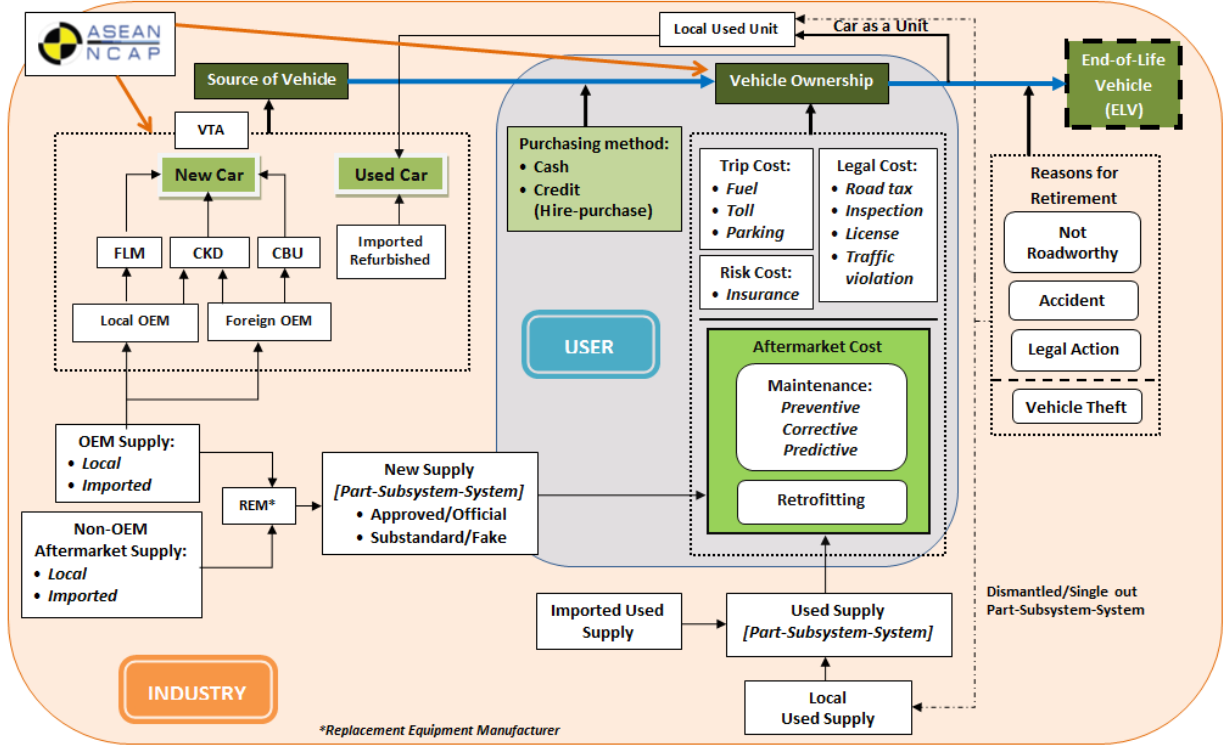 ASEAN
NCAP
Source of Vehicle
VTA
New Car
Used Car
FLM
CKD
CBU
Imported
Refurbished
Local OEM
Foreign OEM
Local Used Unit
Car as a Unit
Vehicle Ownership
End-of-Life
Vehicle
(ELV)
Purchasing method:
• Cash
• Credit
(Hire-purchase)
Trip Cost:
• Fuel
• Toll
• Parking
Risk Cost:
• Insurance
Legal Cost:
• Road tax
• Inspection
• License
• Traffic
violation
Reasons for
Retirement
Not
Roadworthy
Accident
Legal Action
Vehicle Theft
USER
Aftermarket Cost
Maintenance:
Preventive
Corrective
Predictive
Retrofitting
OEM Supply:
• Local
• Imported
Non-OEM
Aftermarket Supply:
• Local
• Imported
REM*
New Supply
[Part-Subsystem-System]
• Approved/Official
• Substandard/Fake
Imported Used
Supply
Used Supply
[Part-Subsystem-System]
Local
Used Supply
Dismantled/Single out
Part-Subsystem-System
INDUSTRY
*Replacement Equipment Manufacturer